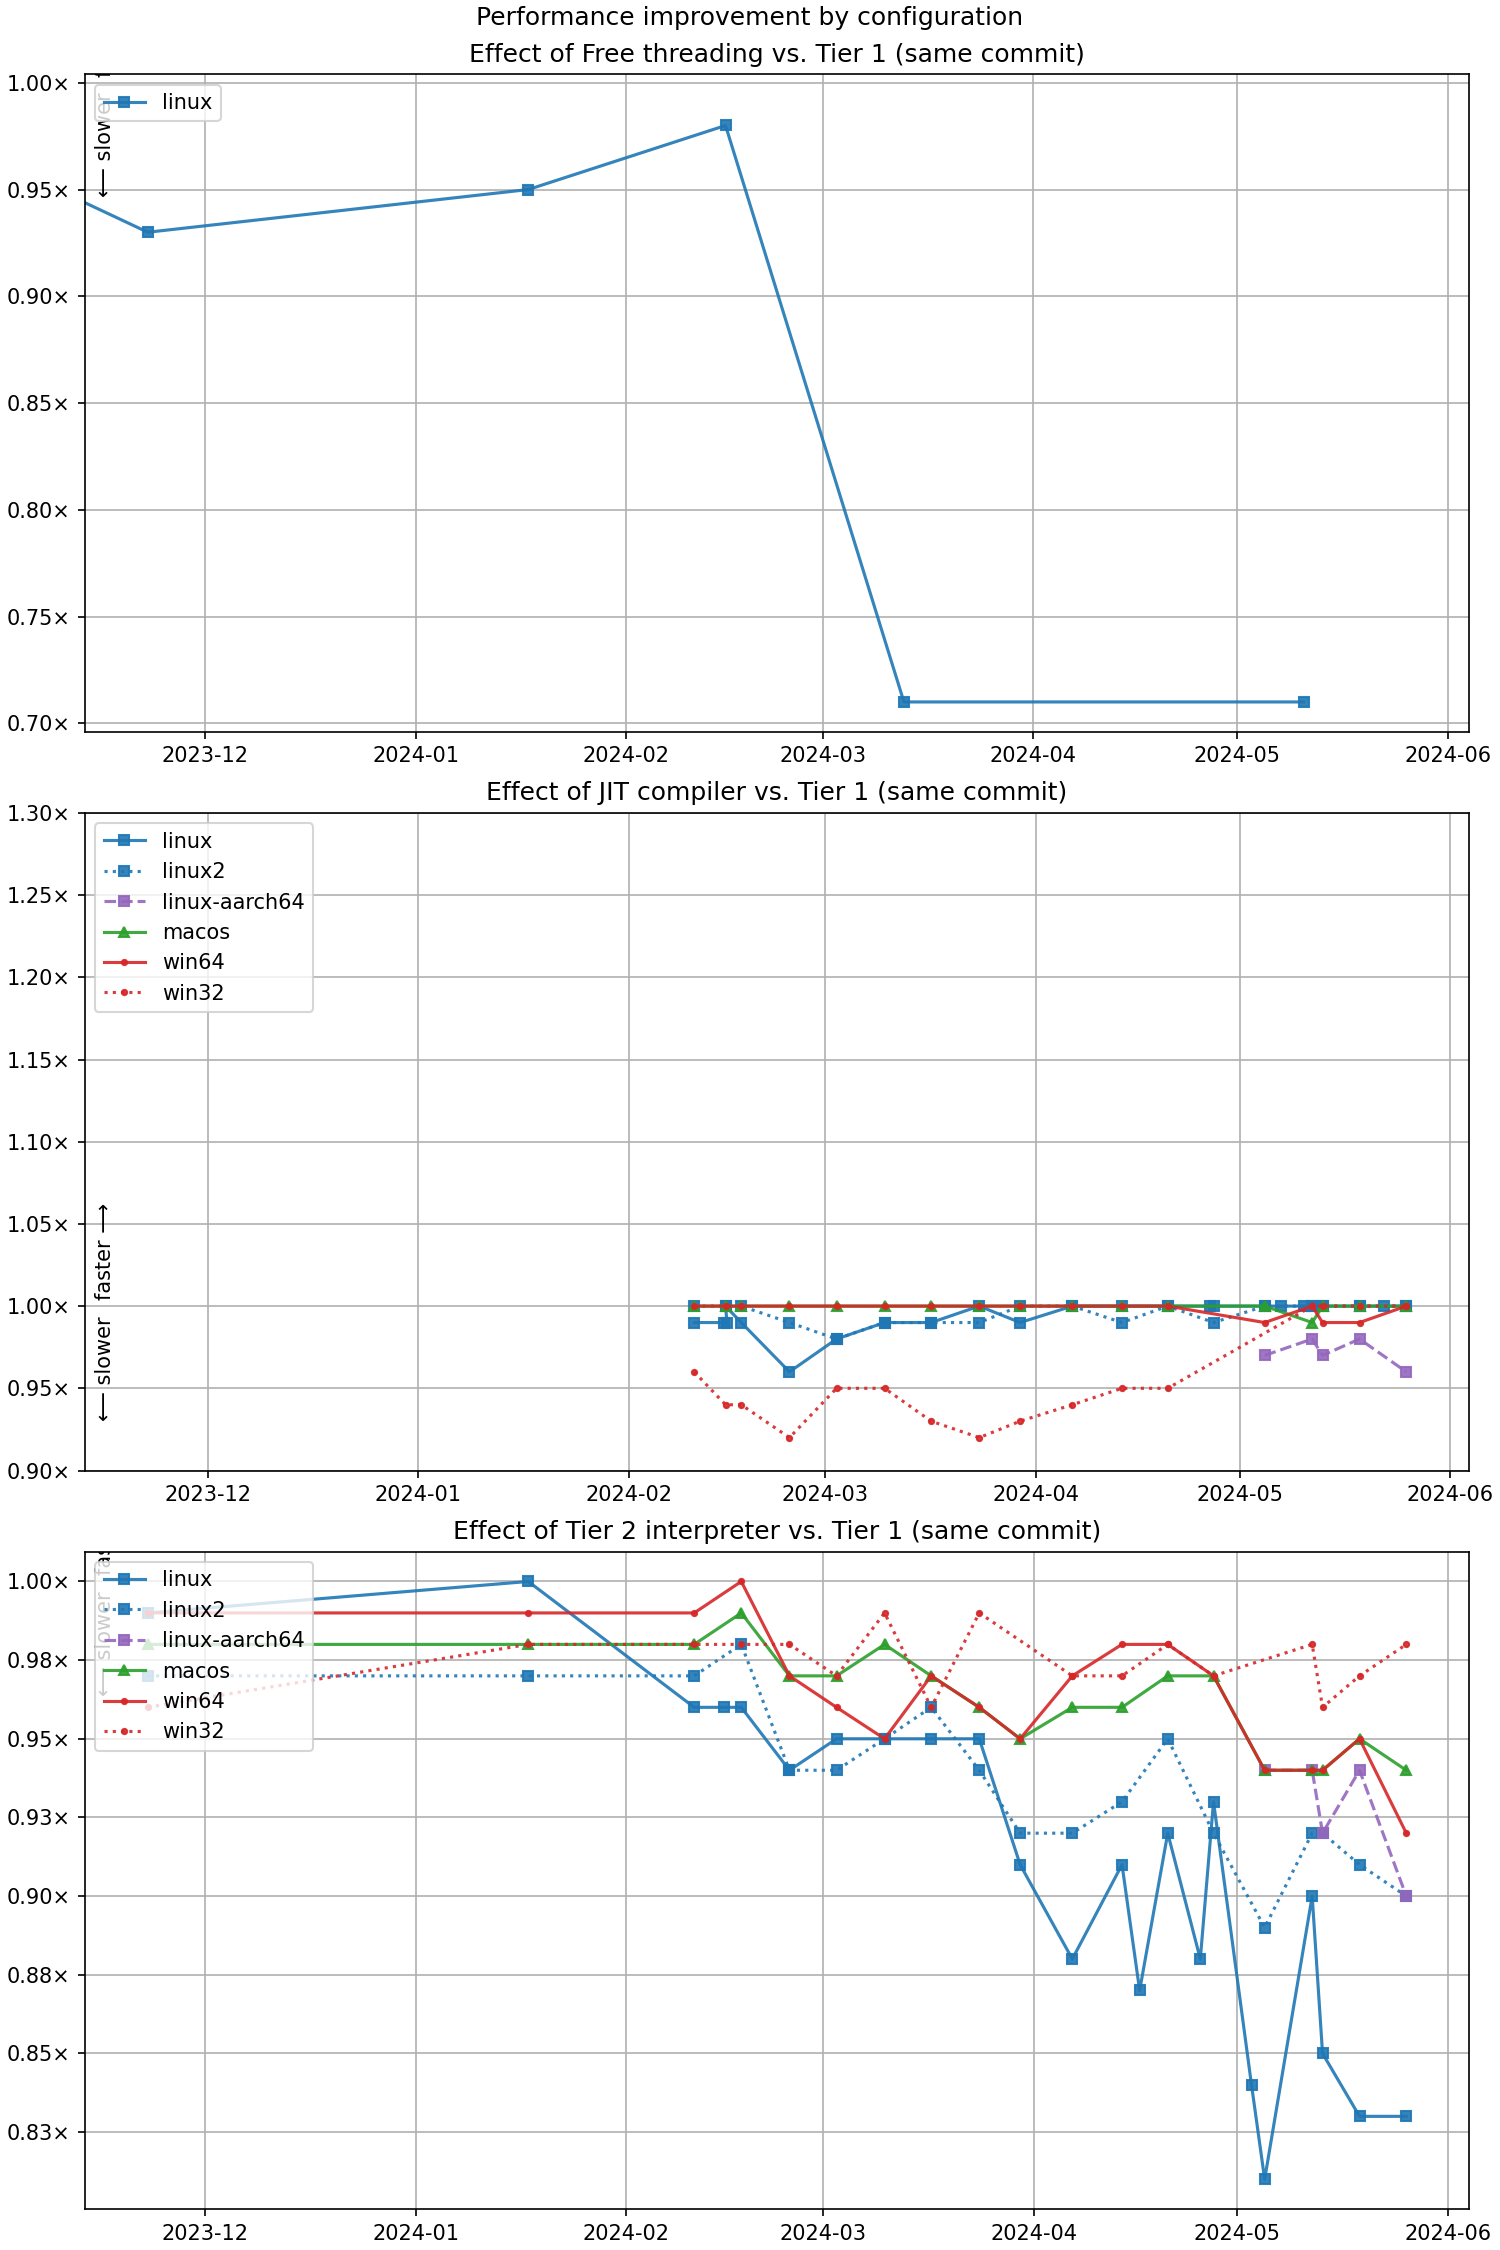 Performance improvement by configuration
Effect of Free threading vs. Tier 1 (same commit)
1.00×
0.95×
0.90×
0.85×
0.80×
0.75×
0.70×
← slower
linux
2023-12
2024-01
2024-02
2024-03
2024-04
2024-05
2024-06
Effect of JIT compiler vs. Tier 1 (same commit)
1.30×
1.25×
1.20×
1.15×
1.10×
1.05×
1.00×
0.95×
0.90×
← slower faster →
linux
linux2
linux-aarch64
macos
win64
win32
2023-12
2024-01
2024-02
2024-03
2024-04
2024-05
2024-06
Effect of Tier 2 interpreter vs. Tier 1 (same commit)
1.00×
0.98×
0.95×
0.93×
0.90×
0.88×
0.85×
0.83×
← slower
linux
linux2
linux-aarch64
macos
win64
win32
2023-12
2024-01
2024-02
2024-03
2024-04
2024-05
2024-06